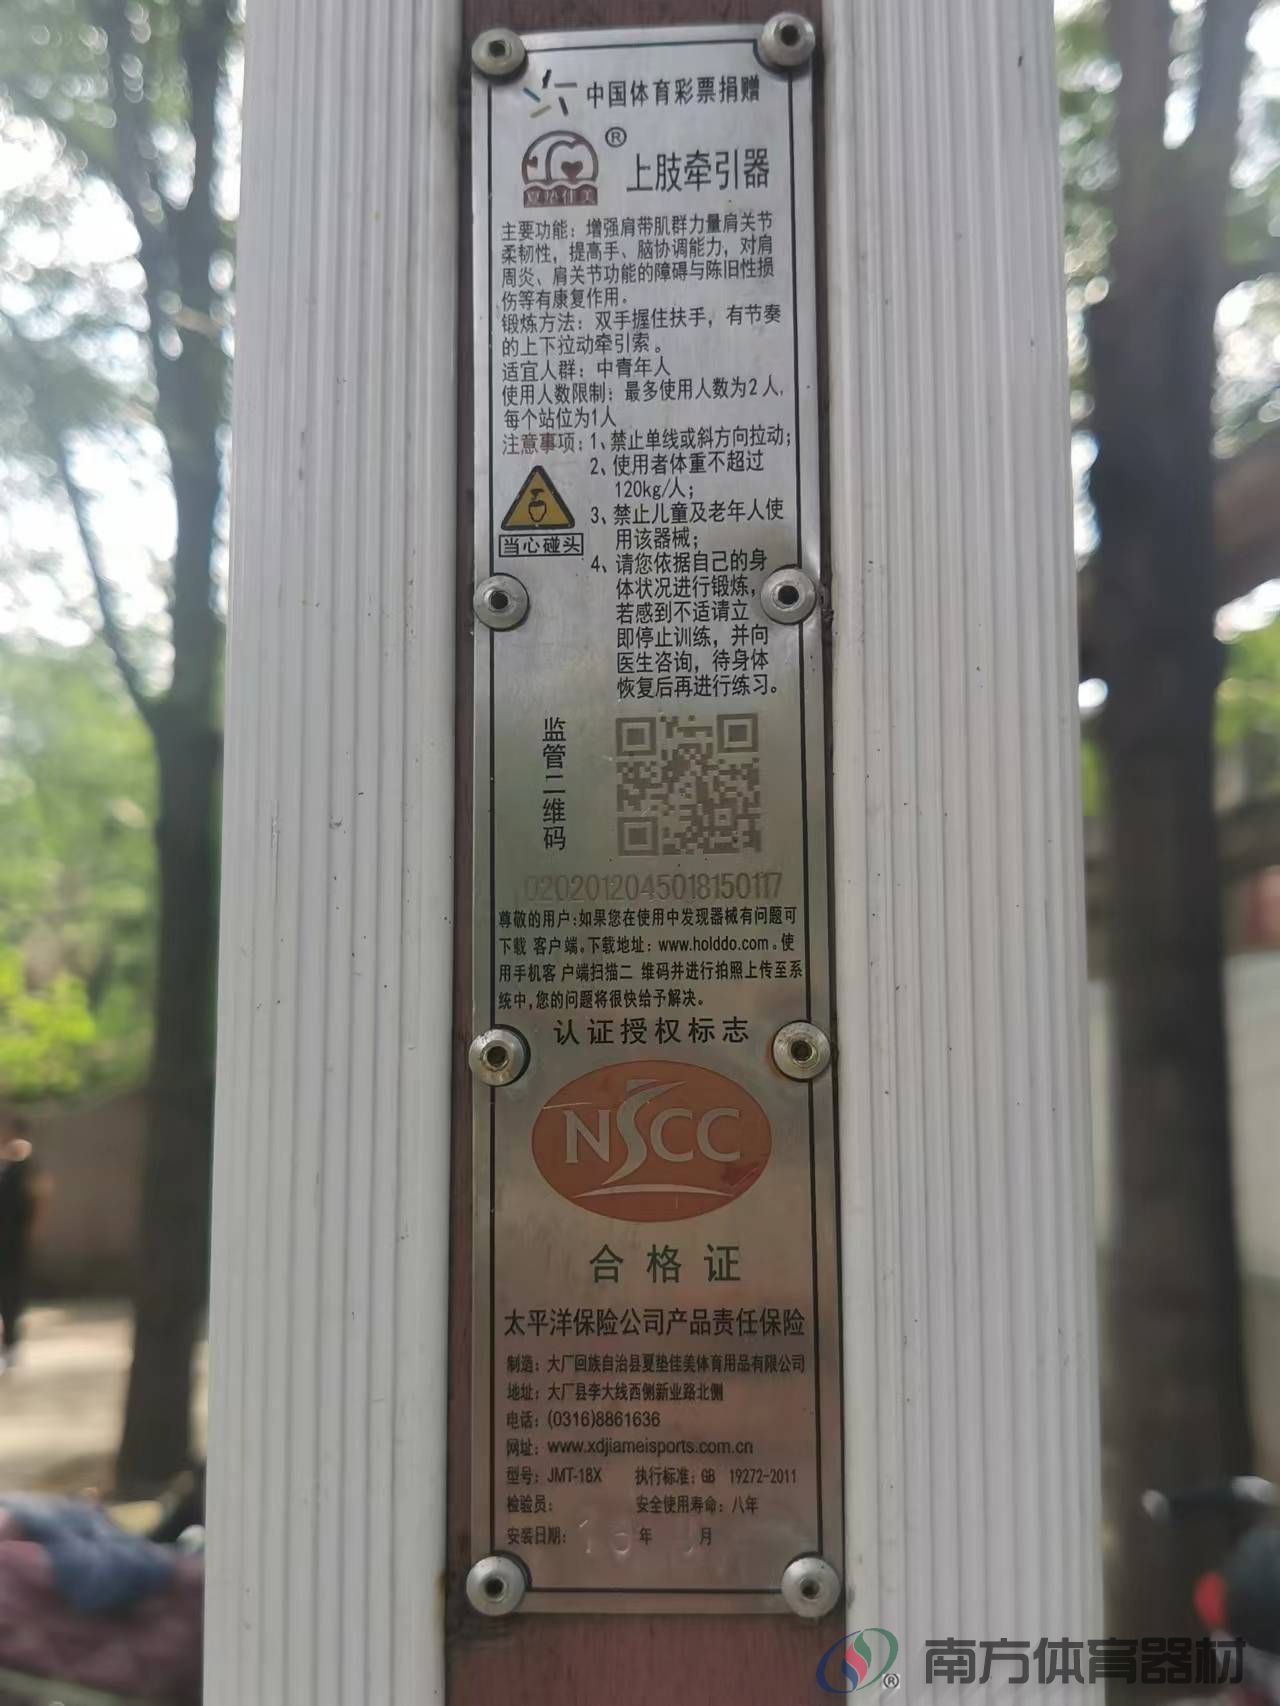 中国体育彩票捐赠
夏垫佳美
®
上肢牵引器
主要功能：增强肩带肌群力量肩关节
柔韧性，提高手、脑协调能力，对肩
周炎、肩关节功能的障碍与陈旧性损
伤等有康复作用。
锻炼方法：双手握住扶手，有节奏
的上下拉动牵引索。
适宜人群：中青年人
使用人数限制：最多使用人数为2人，
每个站位为1人
注意事项：1、禁止单线或斜方向拉动；
2、使用者体重不超过
120kg/人；
3、禁止儿童及老年人使
用该器械；
当心碰头
4、请您依据自己的身
体状况进行锻炼，
若感到不适请立
即停止训练，并向
医生咨询，待身体
恢复后再进行练习。
监管二维码
0202012045018150117
尊敬的用户:如果您在使用中发现器械有问题可
下载 客户端。下载地址：www.holddo.com。使
用手机客 户端扫描二 维码并进行拍照上传至系
统中,您的问题将很快给予解决。
认证授权标志
NSCC
合格证
太平洋保险公司产品责任保险
制造：大厂回族自治县夏垫佳美体育用品有限公司
地址：大厂县李大线西侧新业路北侧
电话：(0316)8861636
网址：www.xdjiameisports.com.cn
型号：JMT-18X 执行标准：GB 19272-2011
检验员： 安全使用寿命：八年
安装日期： 年 月
南方体育器材
®